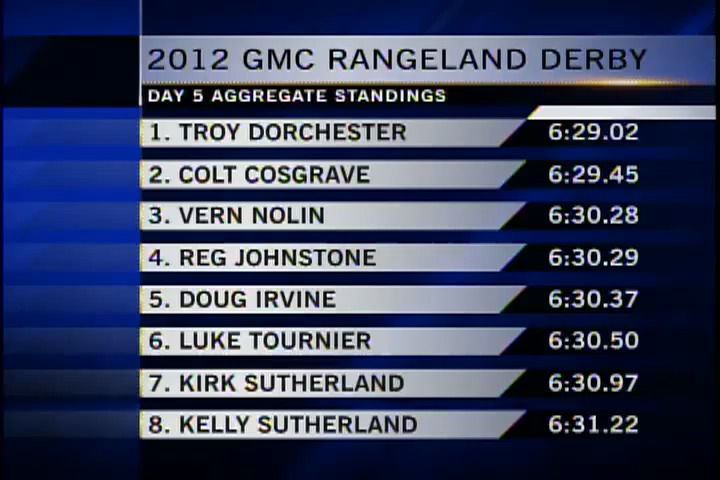 2012 GMC RANGELAND DERBY
DAY 5 AGGREGATE STANDINGS
1. TROY DORCHESTER 6:29.02
2. COLT COSGRAVE 6:29.45
3. VERN NOLIN 6:30.28
4. REG JOHNSTONE 6:30.29
5. DOUG IRVINE 6:30.37
6. LUKE TOURNIER 6:30.50
7. KIRK SUTHERLAND 6:30.97
8. KELLY SUTHERLAND 6:31.22